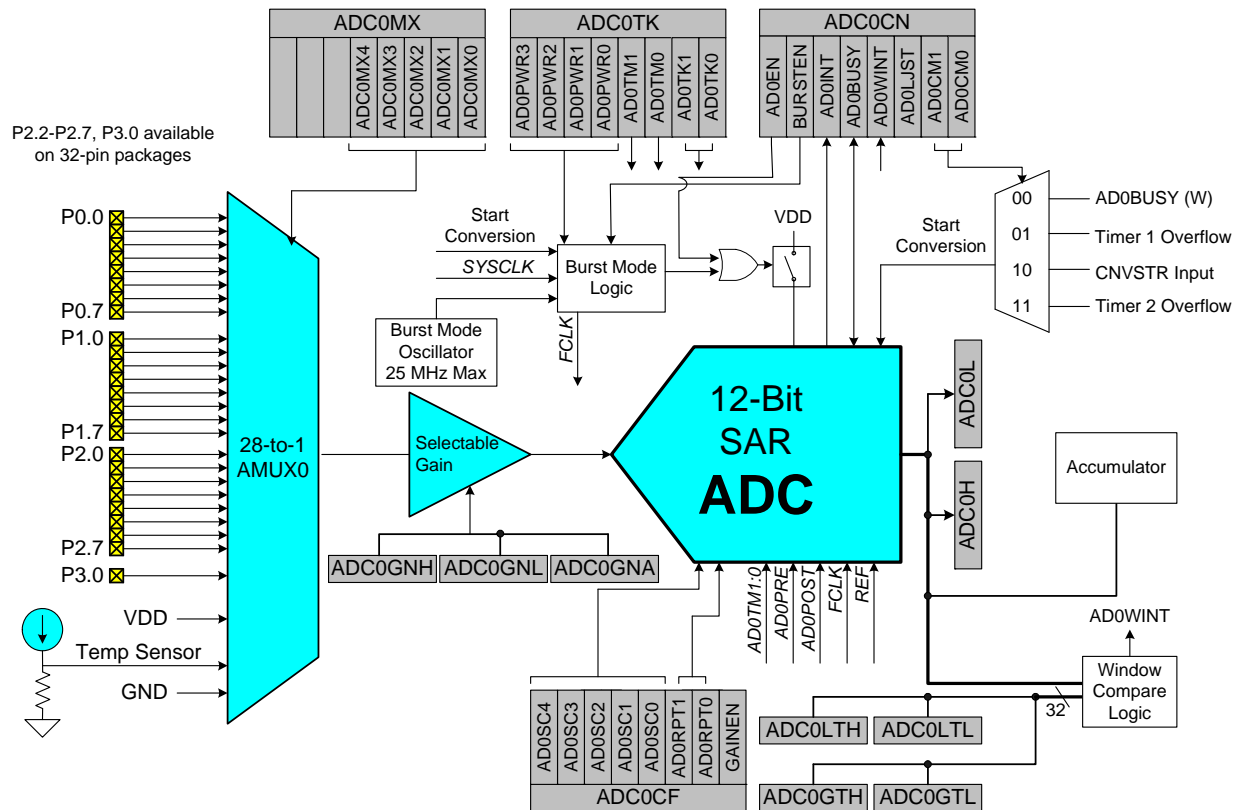 ADC0MX
ADC0MX4
ADC0MX3
ADC0MX2
ADC0MX1
ADC0MX0
ADC0TK
AD0PWR3
AD0PWR2
AD0PWR1
AD0PWR0
AD0TM1
AD0TM0
AD0TK1
AD0TK0
ADC0CN
AD0EN
BURSTEN
AD0INT
AD0BUSY
AD0WINT
AD0LJST
AD0CM1
AD0CM0
P2.2-P2.7, P3.0 available
on 32-pin packages
P0.0
P0.7
P1.0
P1.7
P2.0
P2.7
P3.0
VDD
Temp Sensor
GND
28-to-1
AMUX0
Start
Conversion
SYSCLK
Burst Mode
Logic
Burst Mode
Oscillator
25 MHz Max
FCLK
VDD
Start
Conversion
00
01
10
11
AD0BUSY (W)
Timer 1 Overflow
CNVSTR Input
Timer 2 Overflow
Selectable
Gain
ADC0GNH
ADC0GNL
ADC0GNA
12-Bit
SAR
ADC
ADC0L
ADC0H
Accumulator
AD0TM1:0
AD0PRE
AD0POST
FCLK
REF
AD0WINT
Window
Compare
Logic
32
AD0SC4
AD0SC3
AD0SC2
AD0SC1
AD0SC0
AD0RPT1
AD0RPT0
GAINEN
ADC0CF
ADC0LTH
ADC0LTL
ADC0GTH
ADC0GTL